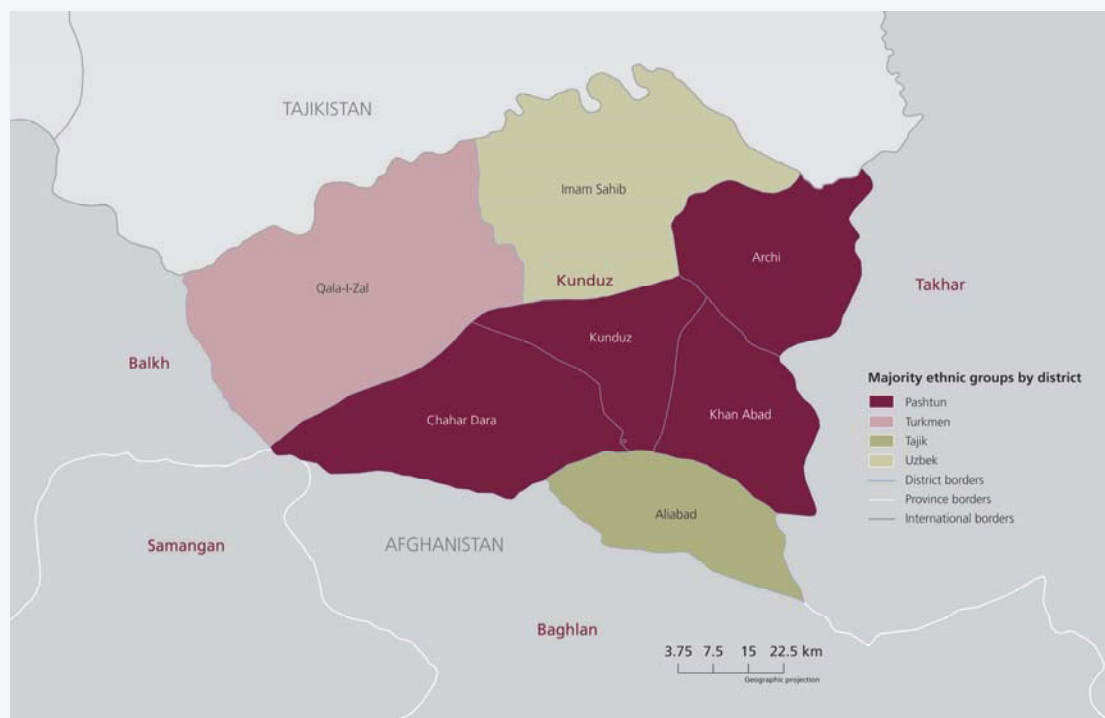 TAJIKISTAN
Imam Sahib
Archi
Kunduz
Takhar
Qala-I-Zal
Kunduz
Balkh
Majority ethnic groups by district
Pashtun
Turkmen
Tajik
Uzbek
District borders
Province borders
International borders
Khan Abad
Chahar Dara
Aliabad
Samangan
AFGHANISTAN
Baghlan
3.75 7.5 15 22.5 km
Geographic projection